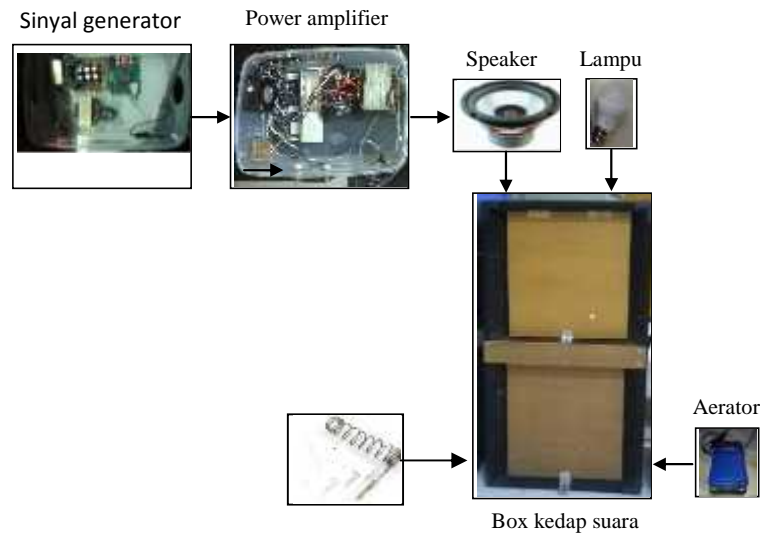 Sinyal generator
Power amplifier
Speaker
Lampu
Aerator
Box kedap suara